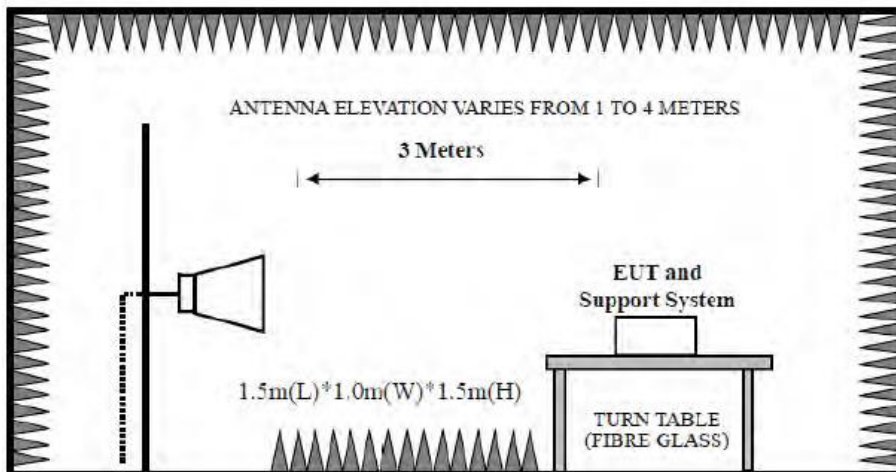 ANTENNA ELEVATION VARIES FROM 1 TO 4 METERS
3 Meters
EUT and
Support System
1.5m(L)*1.0m(W)*1.5m(H)
TURN TABLE
(FIBRE GLASS)